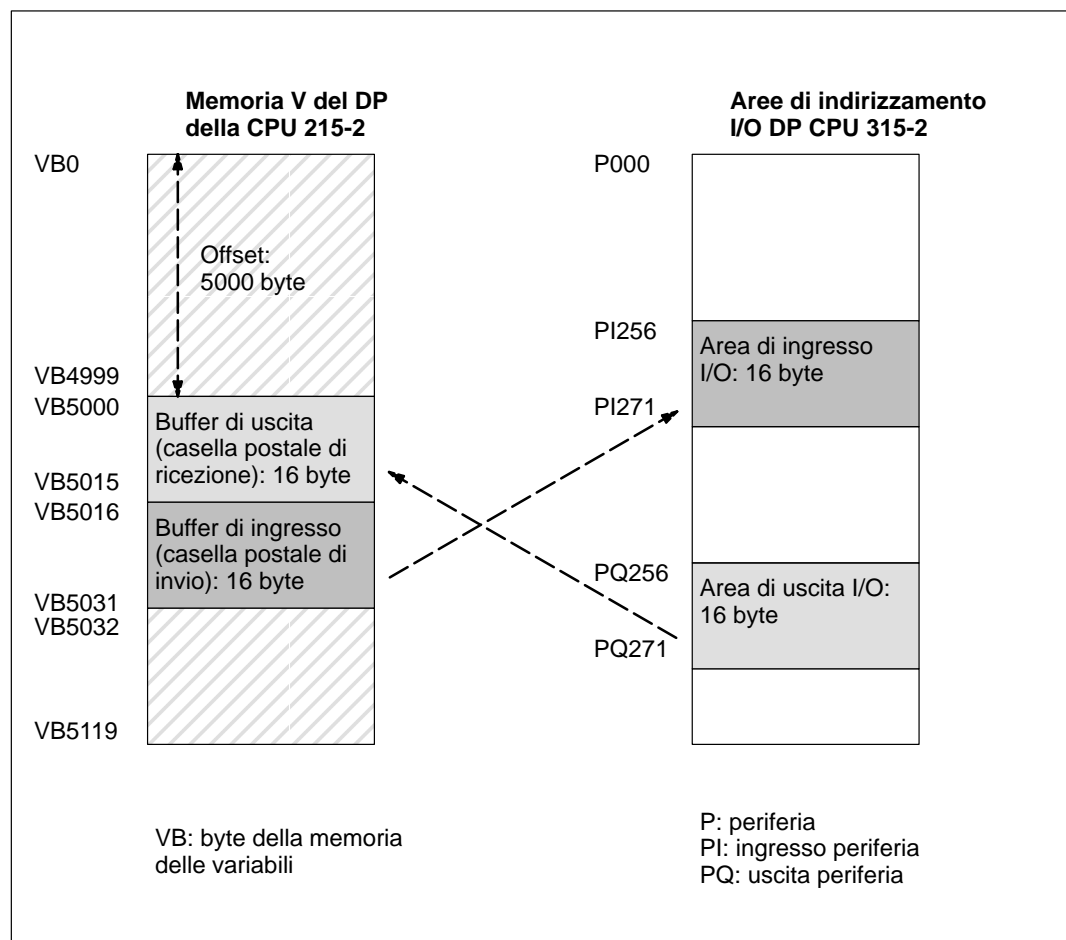 Memoria V del DP
della CPU 215-2
Aree di indirizzamento
I/O DP CPU 315-2
VB0
P000
Offset:
5000 byte
PI256
Area di ingresso
I/O: 16 byte
VB4999
VB5000
PI271
Buffer di uscita
(casella postale di
ricezione): 16 byte
VB5015
VB5016
Buffer di ingresso
(casella postale di
invio): 16 byte
PQ256
Area di uscita I/O:
16 byte
VB5031
VB5032
PQ271
VB5119
VB: byte della memoria
delle variabili
P: periferia
PI: ingresso periferia
PQ: uscita periferia